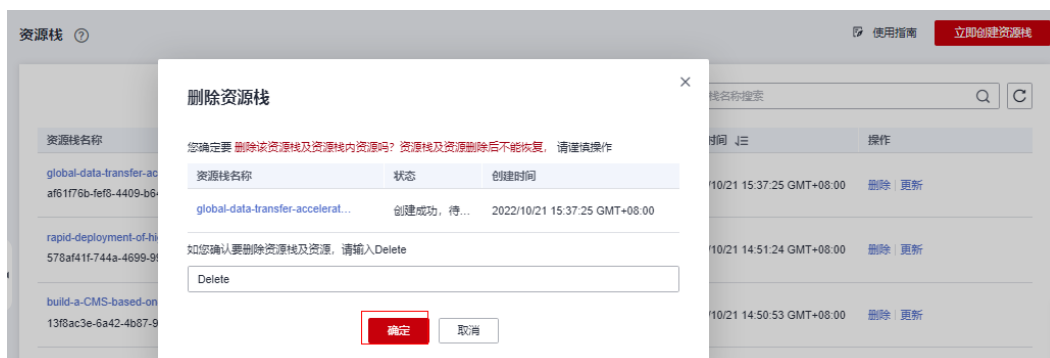 资源栈
使用指南
立即创建资源栈
删除资源栈
栈名称搜索
您确定要 删除该资源栈及资源栈内资源吗？资源栈及资源删除后不能恢复， 请谨慎操作
资源栈名称 状态 创建时间
global-data-transfer-accelerat... 创建成功，待... 2022/10/21 15:37:25 GMT+08:00
如您确认要删除资源栈及资源，请输入Delete
Delete
确定 取消
资源栈名称 时间 操作
global-data-transfer-ac /10/21 15:37:25 GMT+08:00 删除 更新
af61f76b-fef8-4409-b64
rapid-deployment-of-hi /10/21 14:51:24 GMT+08:00 删除 更新
578af41f-744a-4699-9
build-a-CMS-based-on /10/21 14:50:53 GMT+08:00 删除 更新
13f8ac3e-6a42-4b87-9